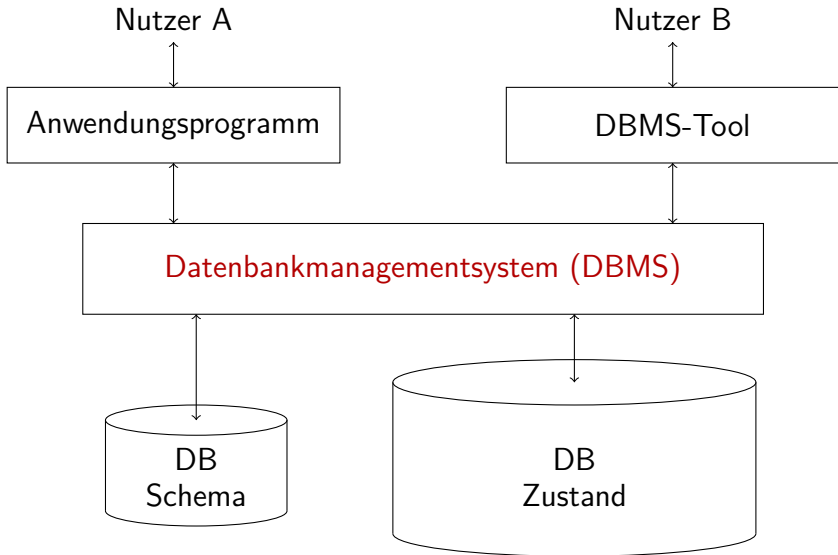 Nutzer A
Nutzer B
Anwendungsprogramm
DBMS-Tool
Datenbankmanagementsystem (DBMS)
DB
Schema
DB
Zustand